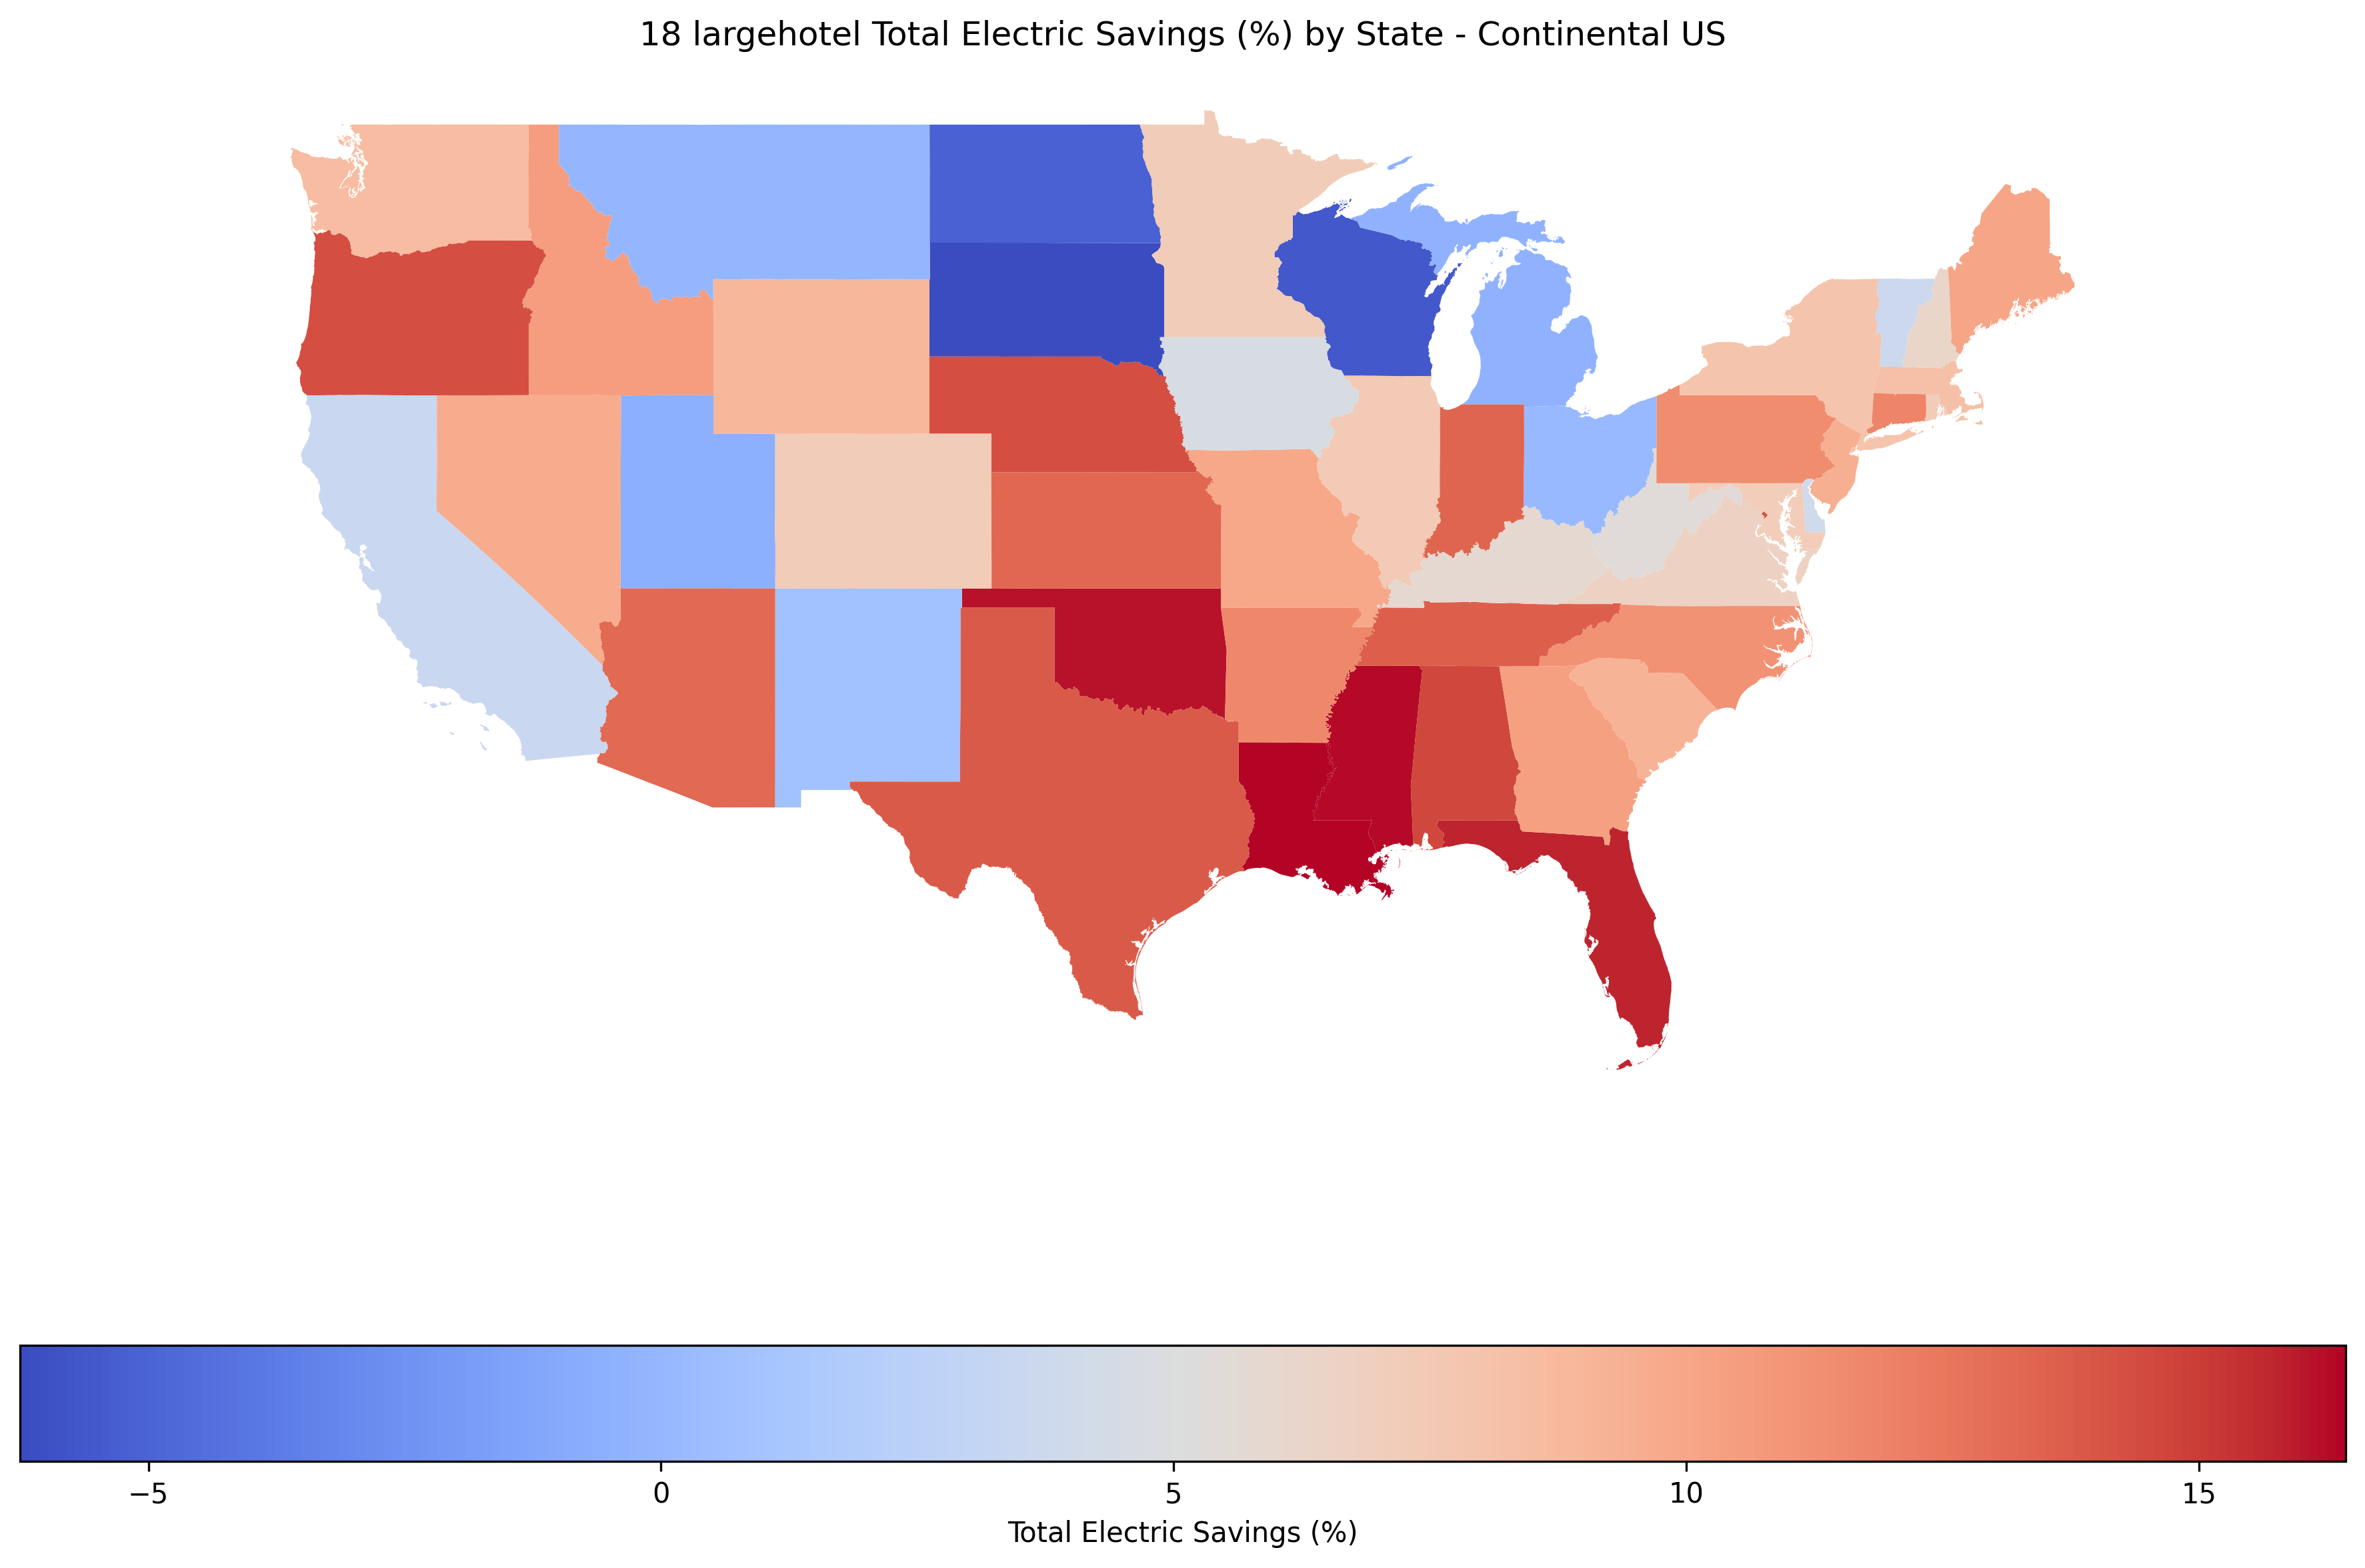 18 largehotel Total Electric Savings (%) by State - Continental US
−5 0 5 10 15
Total Electric Savings (%)